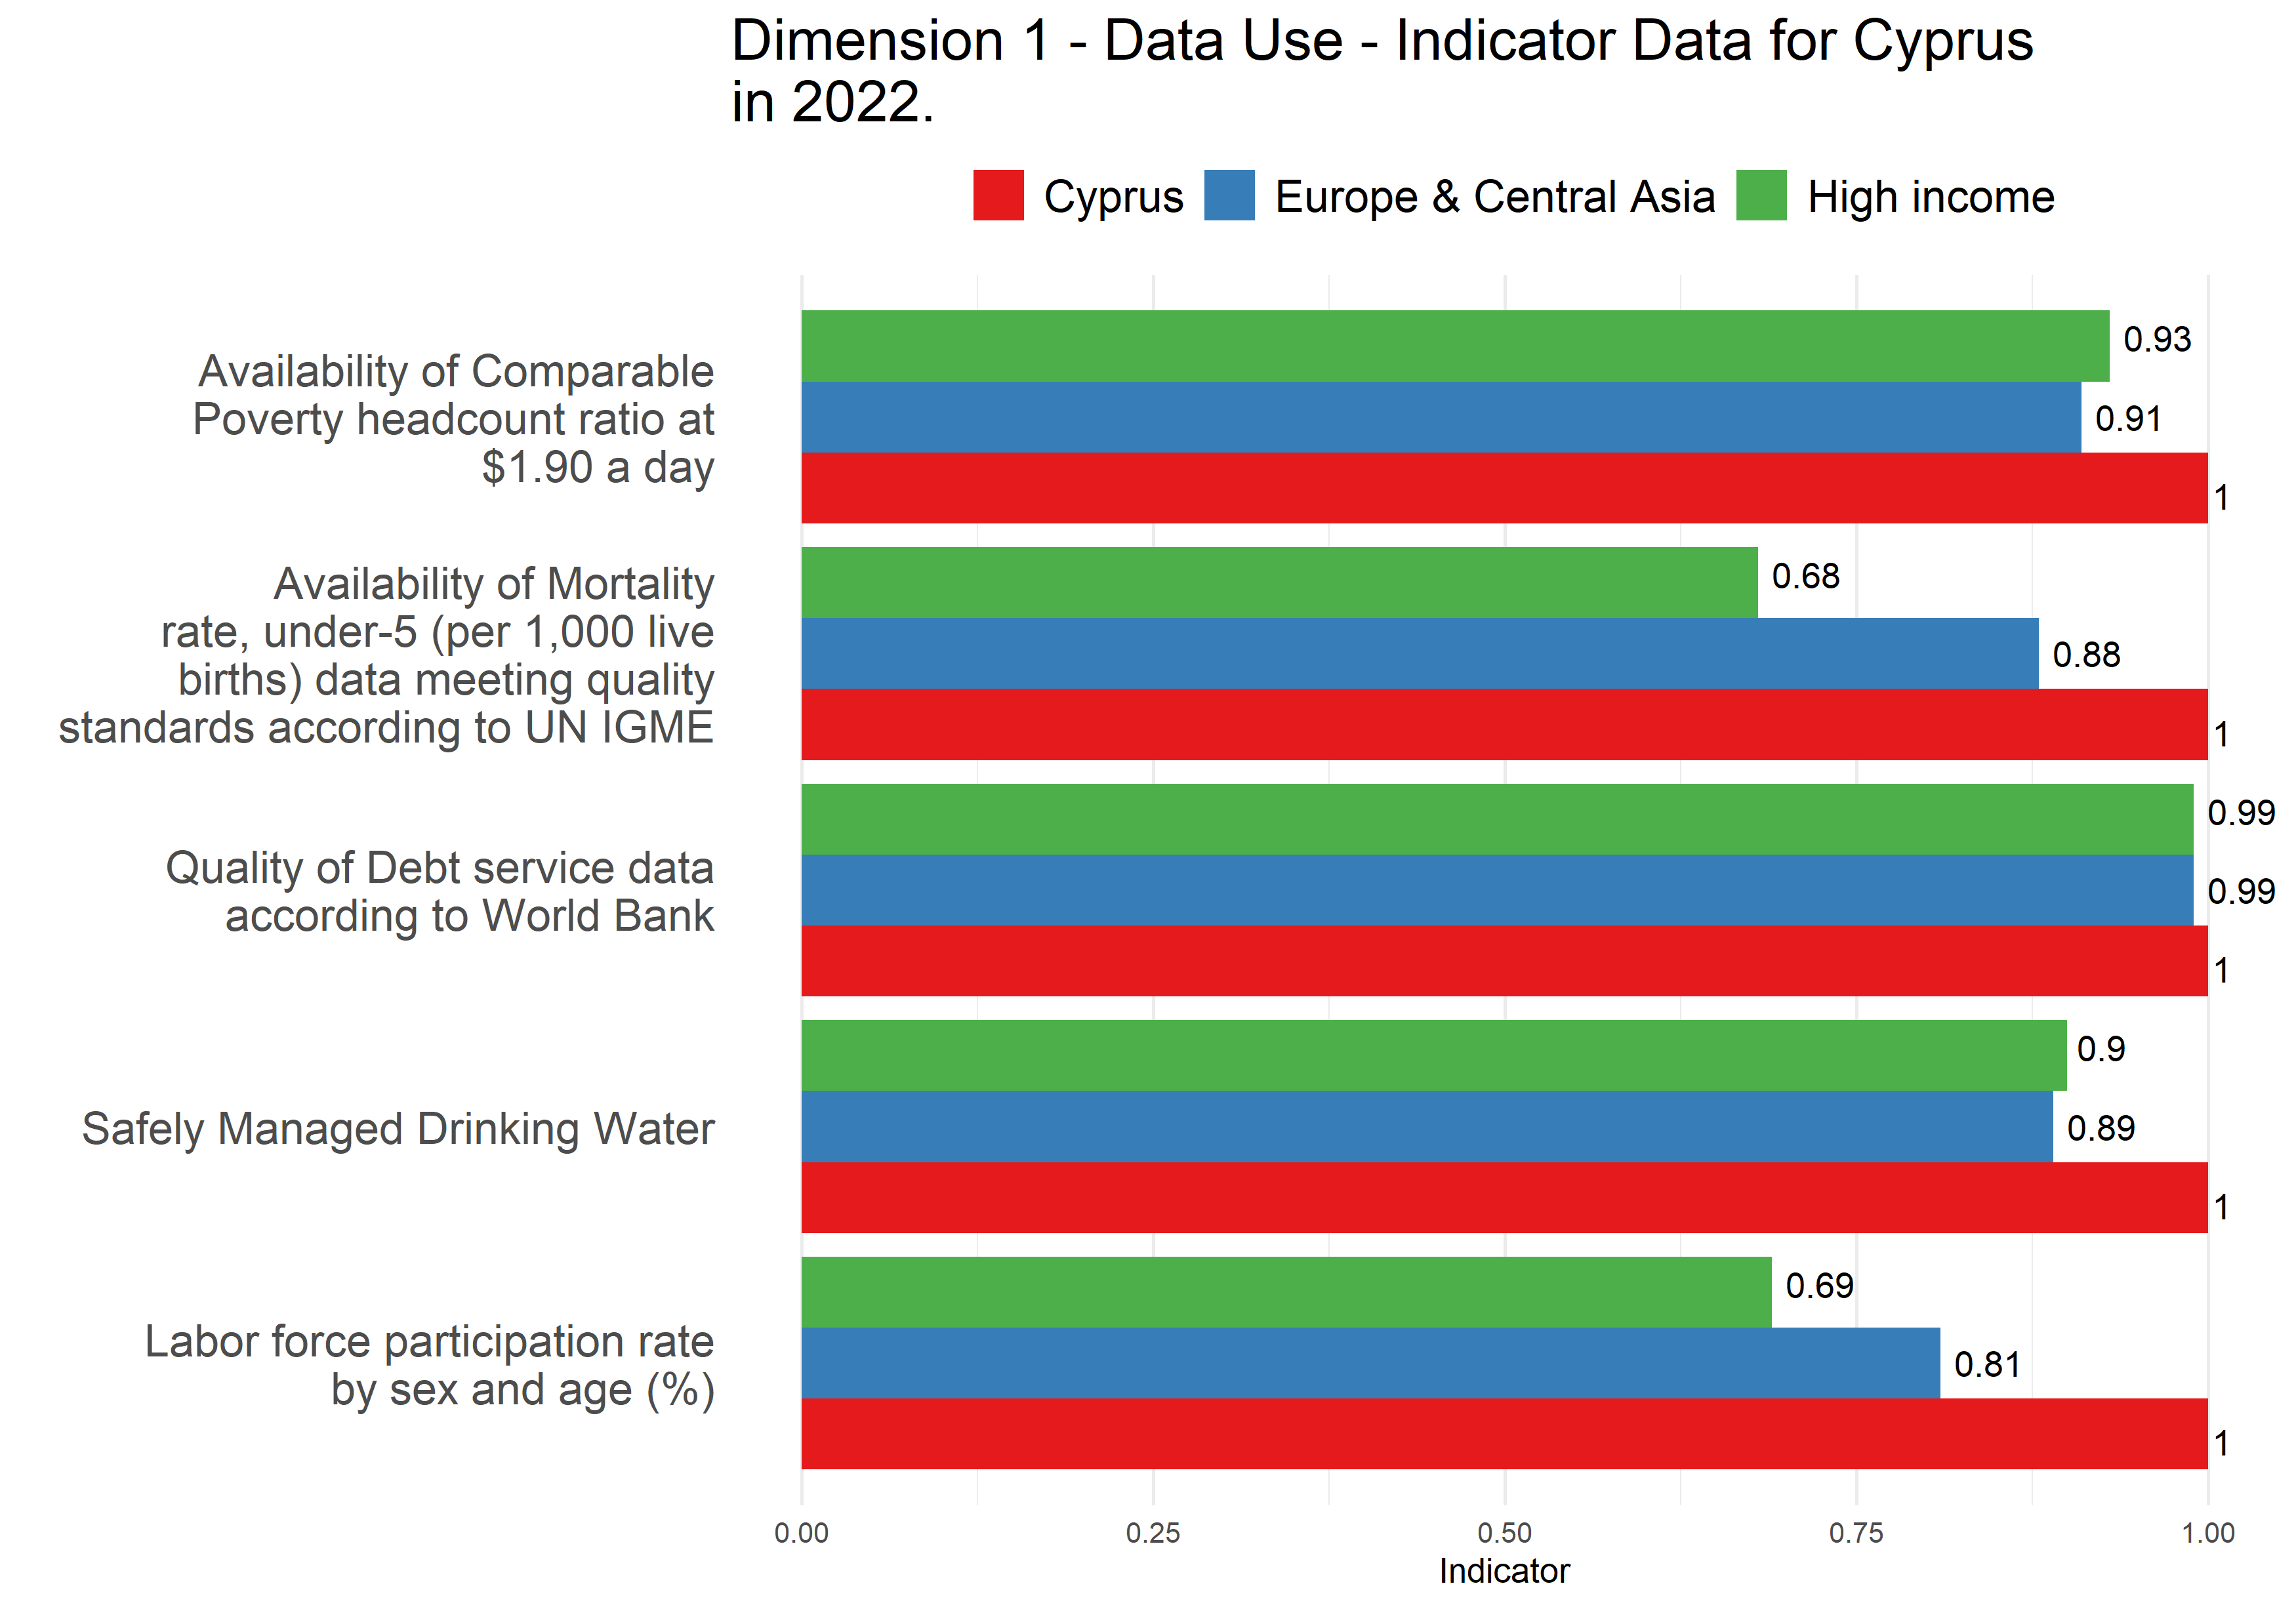 Dimension 1 - Data Use - Indicator Data for Cyprus
in 2022.
Cyprus
Europe & Central Asia
High income
Availability of Comparable
Poverty headcount ratio at
$1.90 a day
0.93
0.91
1
Availability of Mortality
rate, under-5 (per 1,000 live
births) data meeting quality
standards according to UN IGME
0.68
0.88
1
Quality of Debt service data
according to World Bank
0.99
0.99
1
Safely Managed Drinking Water
0.9
0.89
1
Labor force participation rate
by sex and age (%)
0.69
0.81
1
0.00
0.25
0.50
0.75
1.00
Indicator